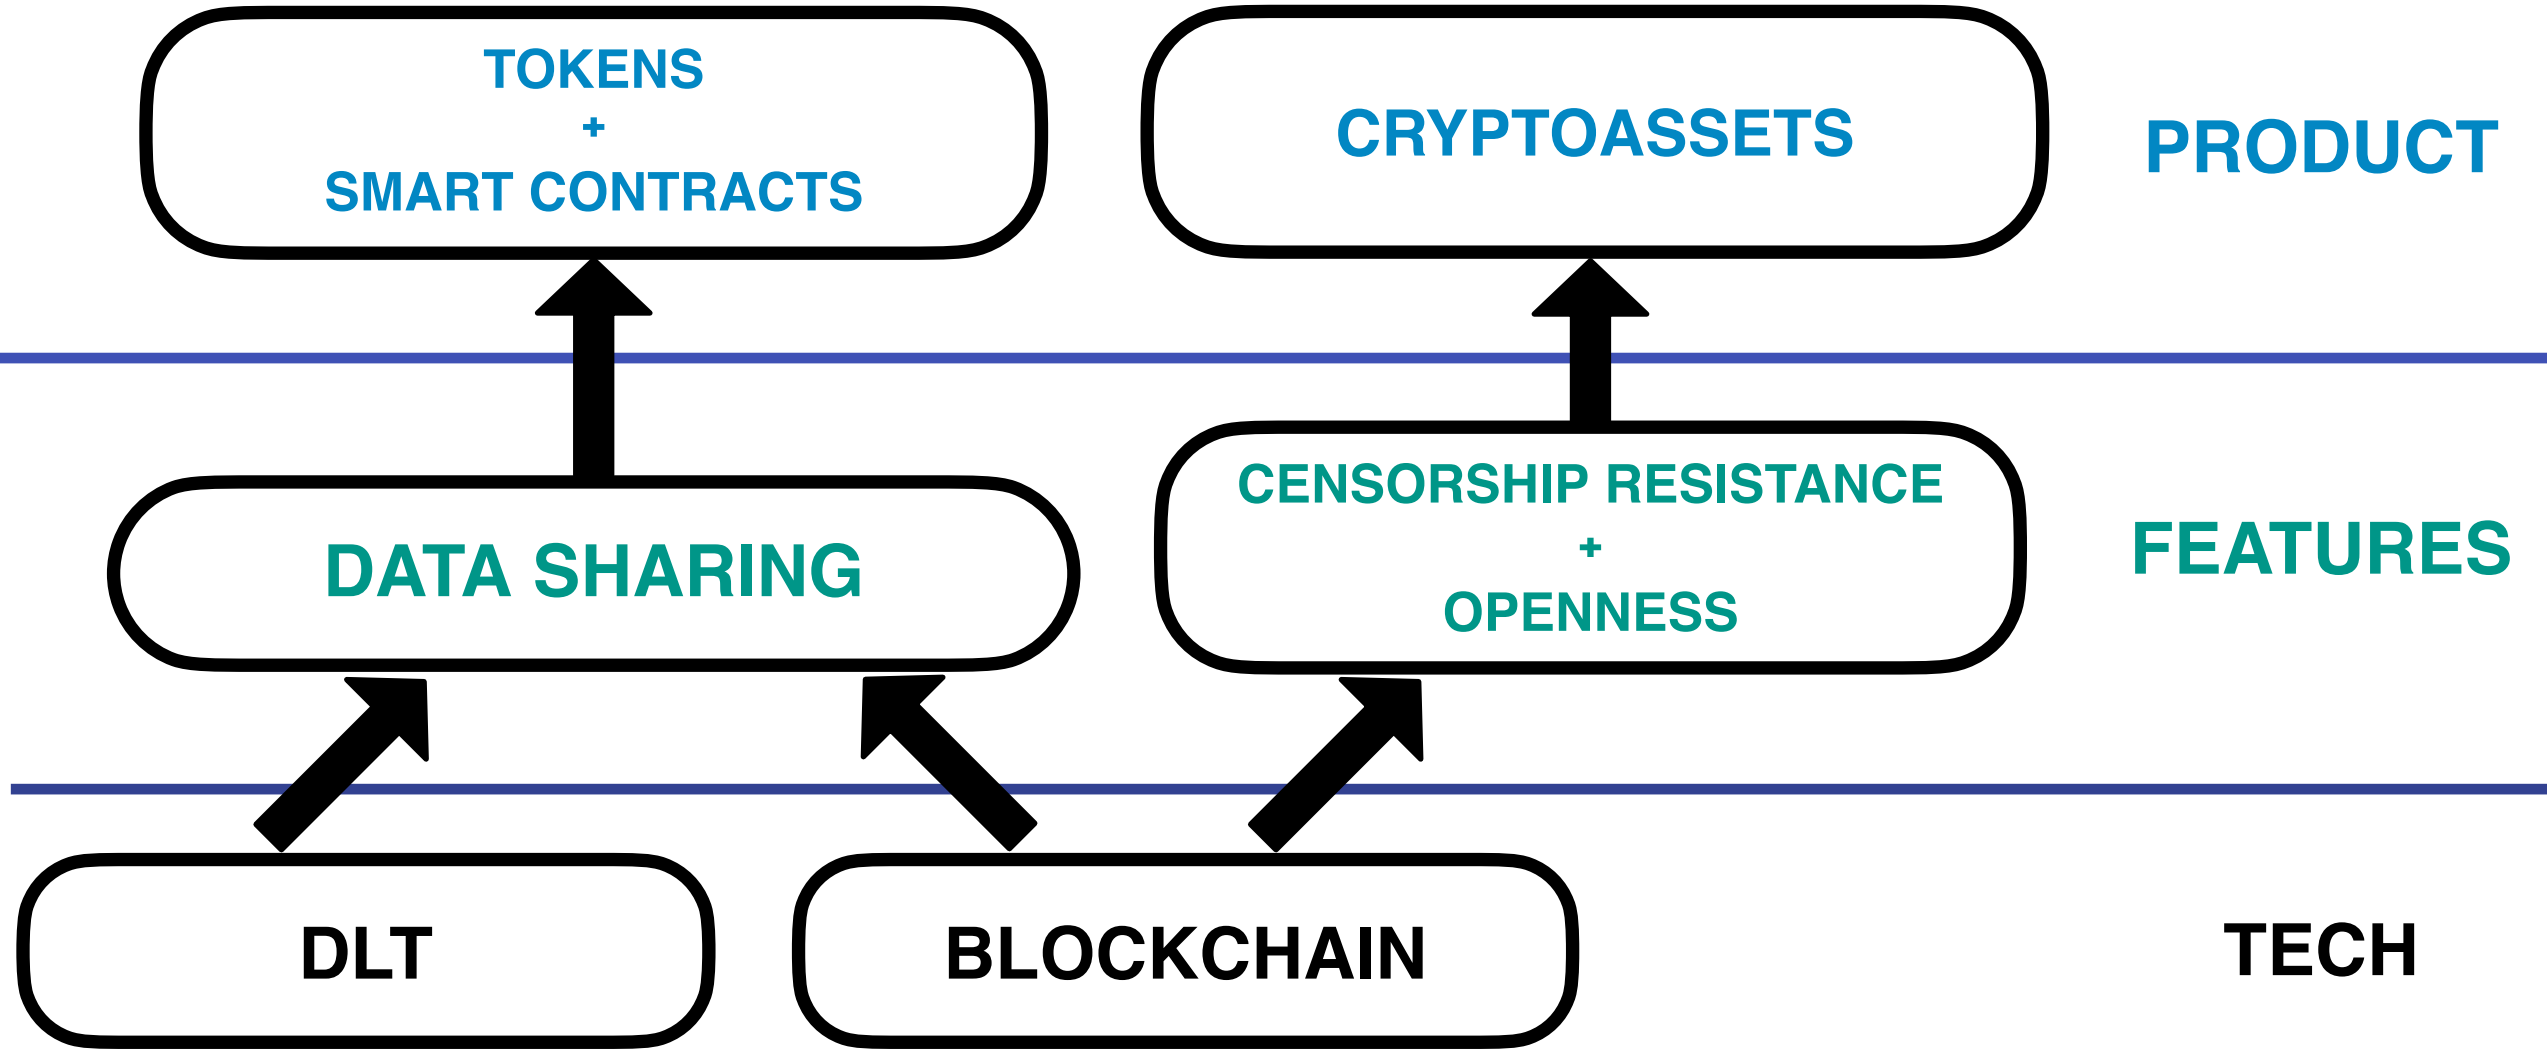 TOKENS
+
SMART CONTRACTS
CRYPTOASSETS
PRODUCT
DATA SHARING
CENSORSHIP RESISTANCE
+
OPENNESS
FEATURES
DLT
BLOCKCHAIN
TECH